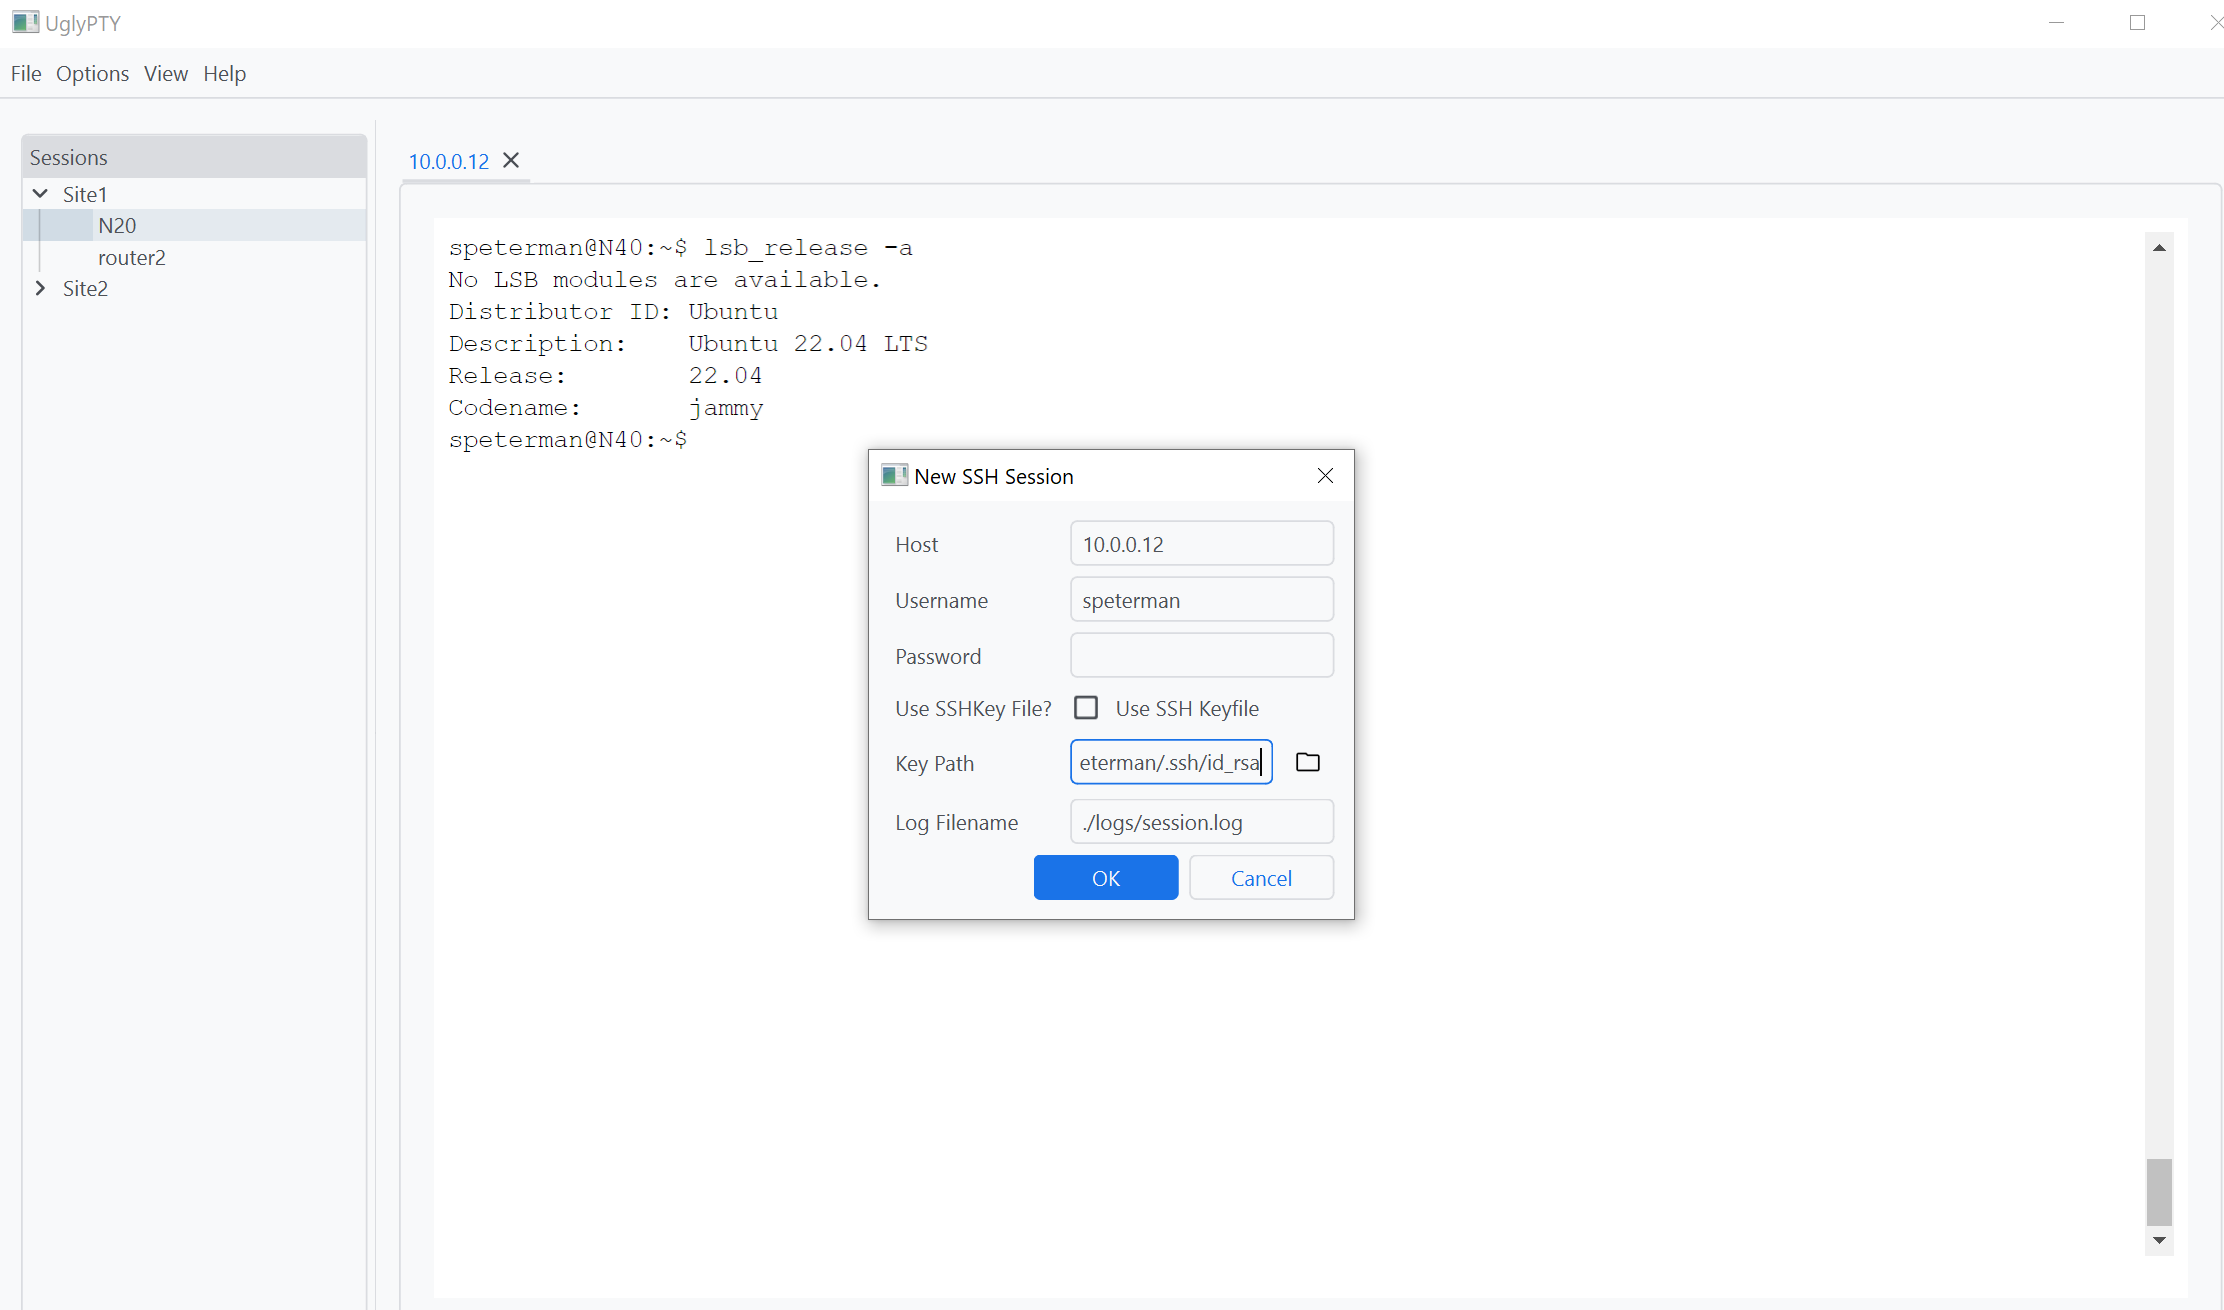 UglyPTY
File Options View Help
Sessions
Site1
N20
router2
Site2
10.0.0.12
speterman@N40:~$ lsb_release -a
No LSB modules are available.
Distributor ID: Ubuntu
Description: Ubuntu 22.04 LTS
Release: 22.04
Codename: jammy
speterman@N40:~$
New SSH Session
Host 10.0.0.12
Username speterman
Password
Use SSHKey File? Use SSH Keyfile
Key Path eterman/.ssh/id_rsa
Log Filename ./logs/session.log
OK Cancel